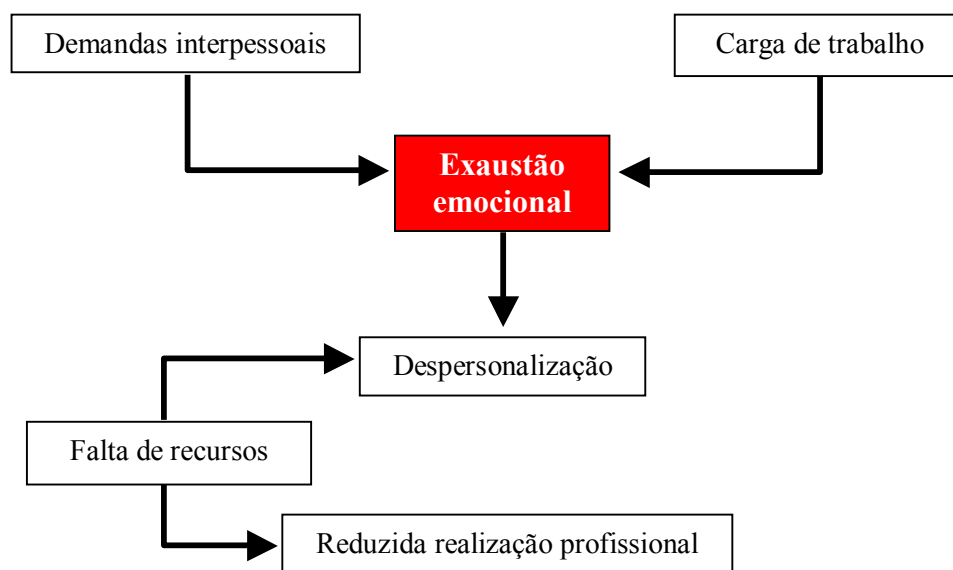 Demandas interpessoais
Carga de trabalho
Exaustão
emocional
Despersonalização
Falta de recursos
Reduzida realização profissional